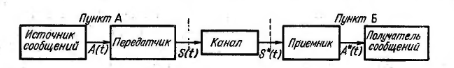 Пункт А
Пункт Б
Источник
сообщений
A(t)
Передатчик
S(t)
Канал
S*(t)
Приемник
A*(t)
Получатель
сообщений